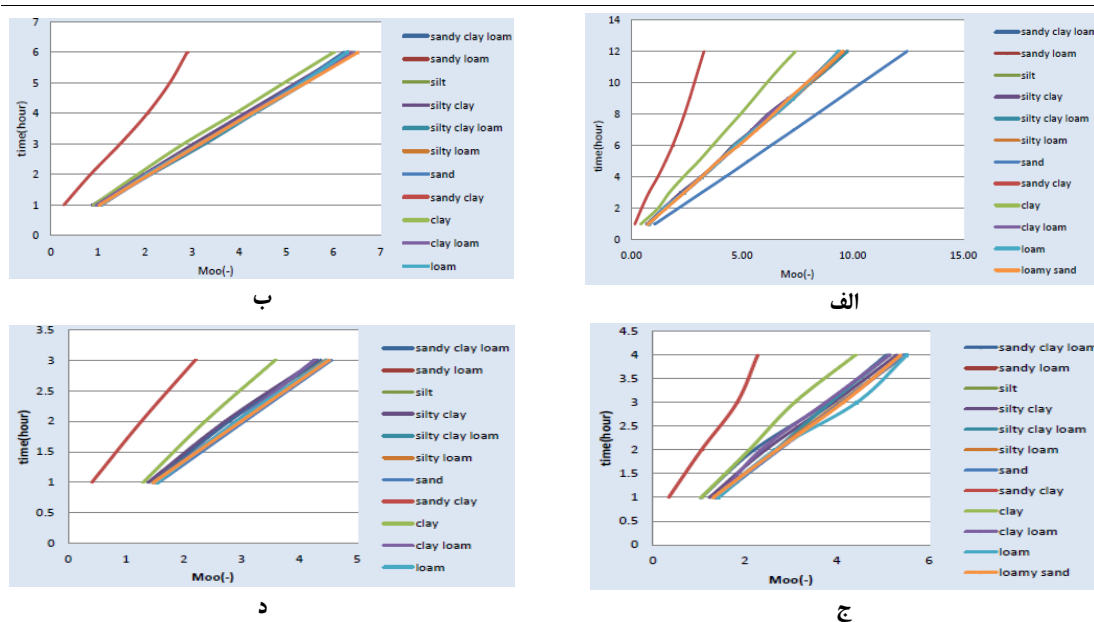 7
6
5
4
3
2
1
0
time(hour)
0 1 2 3 4 5 6 7
Moo(-)
sandy clay loam
sandy loam
silt
silty clay
silty clay loam
silty loam
sand
sandy clay
clay
clay loam
loam
ب
14
12
10
8
6
4
2
0
time(hour)
0.00 5.00 10.00 15.00
Moo(-)
sandy clay loam
sandy loam
silt
silty clay
silty clay loam
silty loam
sand
sandy clay
clay
clay loam
loam
loamy sand
الف
3.5
3
2.5
2
1.5
1
0.5
0
time(hour)
0 1 2 3 4 5
Moo(-)
sandy clay loam
sandy loam
silt
silty clay
silty clay loam
silty loam
sand
sandy clay
clay
clay loam
loam
د
4.5
4
3.5
3
2.5
2
1.5
1
0.5
0
time(hour)
0 2 4 6
Moo(-)
sandy clay loam
sandy loam
silt
silty clay
silty clay loam
silty loam
sand
sandy clay
clay
clay loam
loam
loamy sand
ج